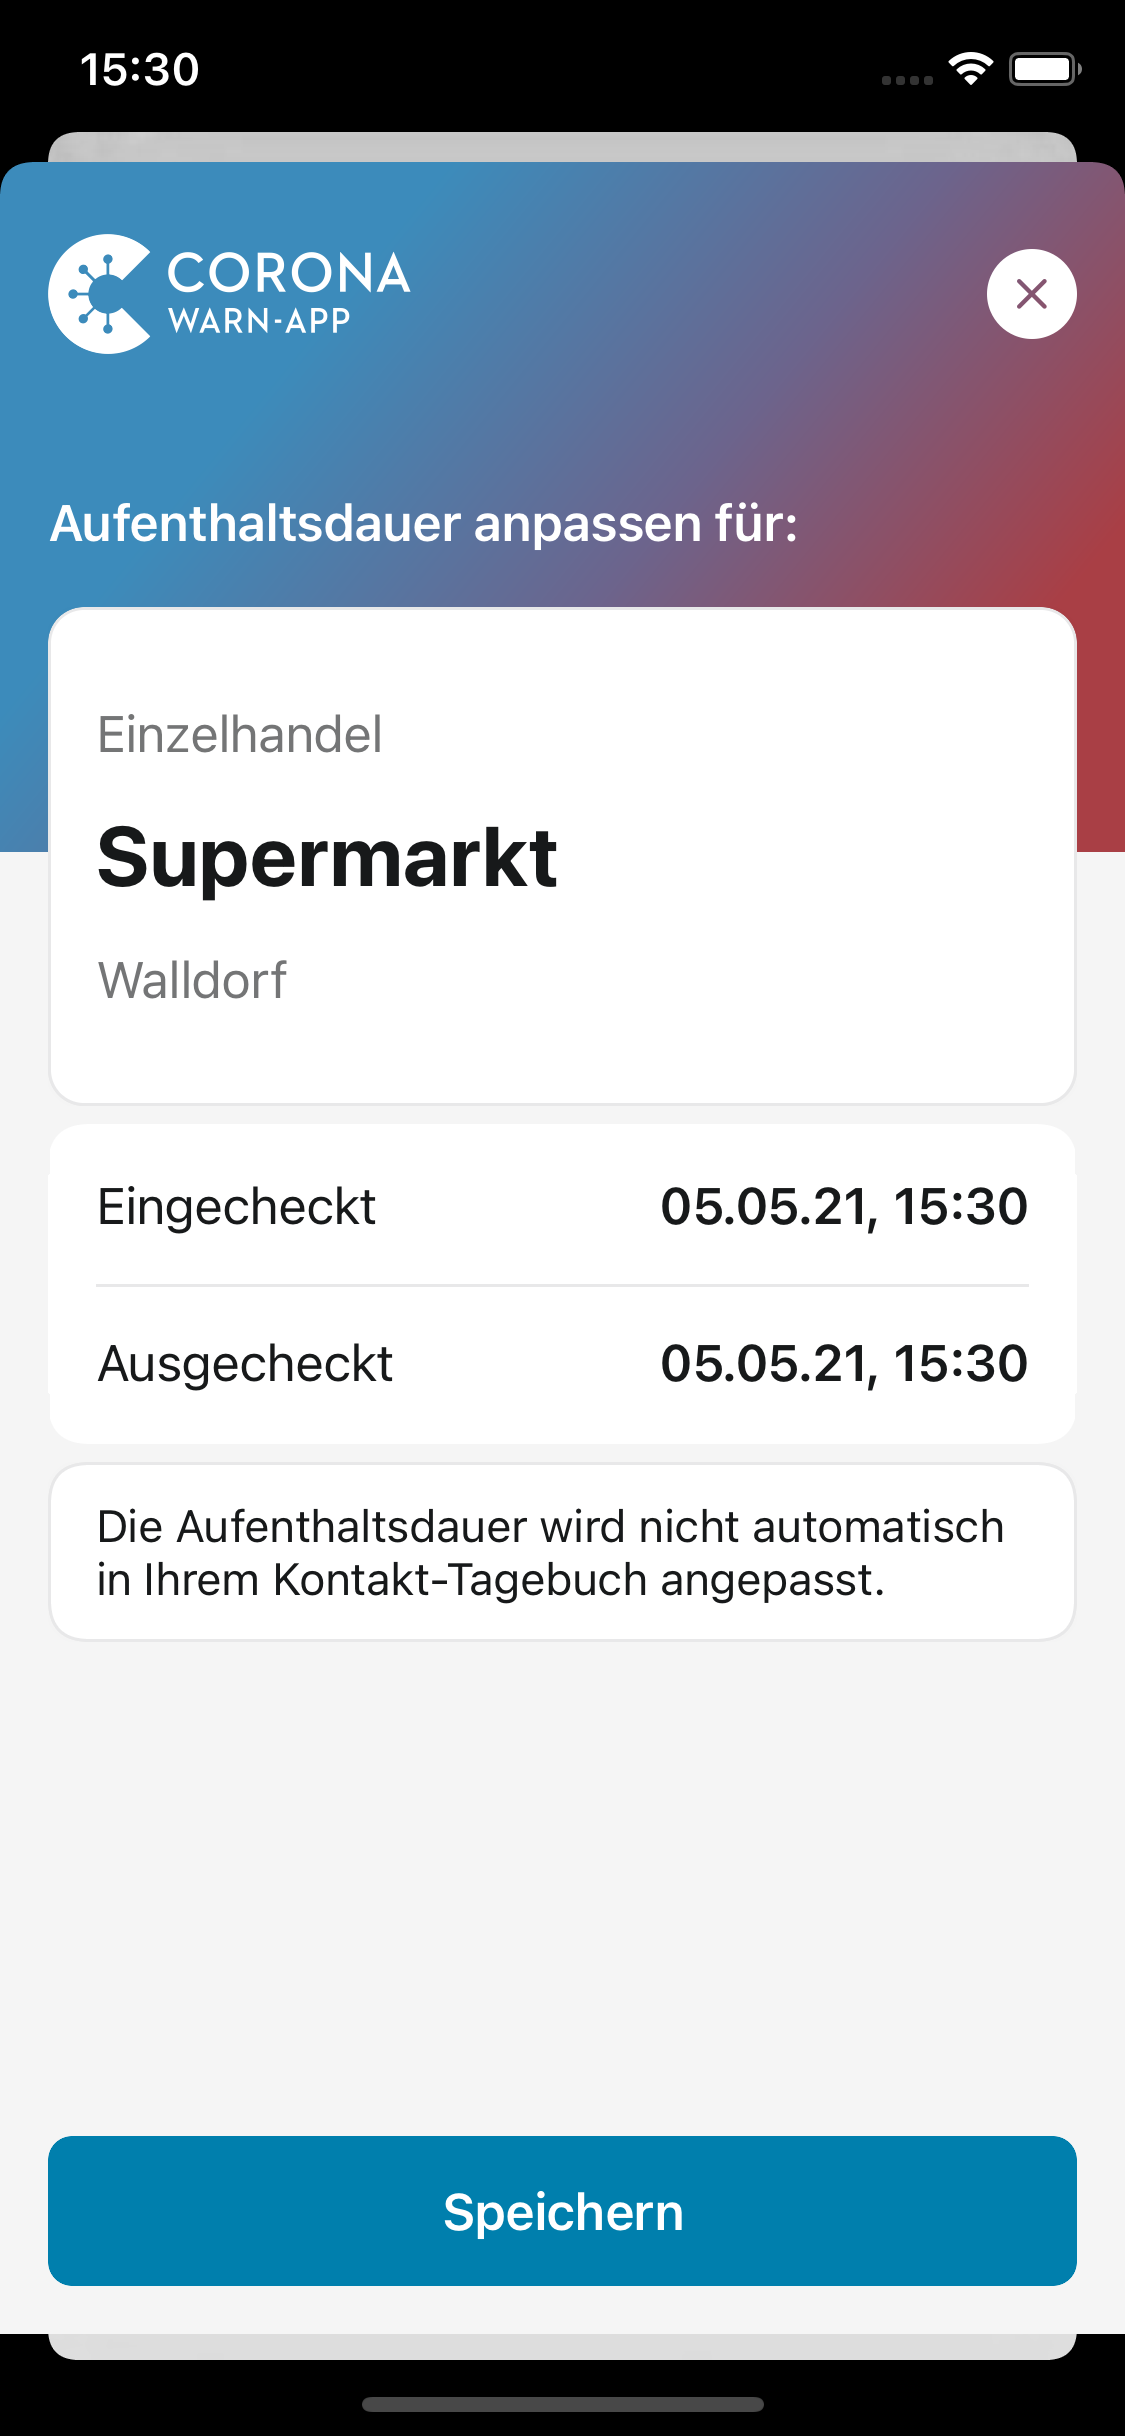 15:30
CORONA
WARN-APP
Aufenthaltsdauer anpassen für:
Einzelhandel
Supermarkt
Walldorf
Eingecheckt 05.05.21, 15:30
Ausgecheckt 05.05.21, 15:30
Die Aufenthaltsdauer wird nicht automatisch
in Ihrem Kontakt-Tagebuch angepasst.
Speichern